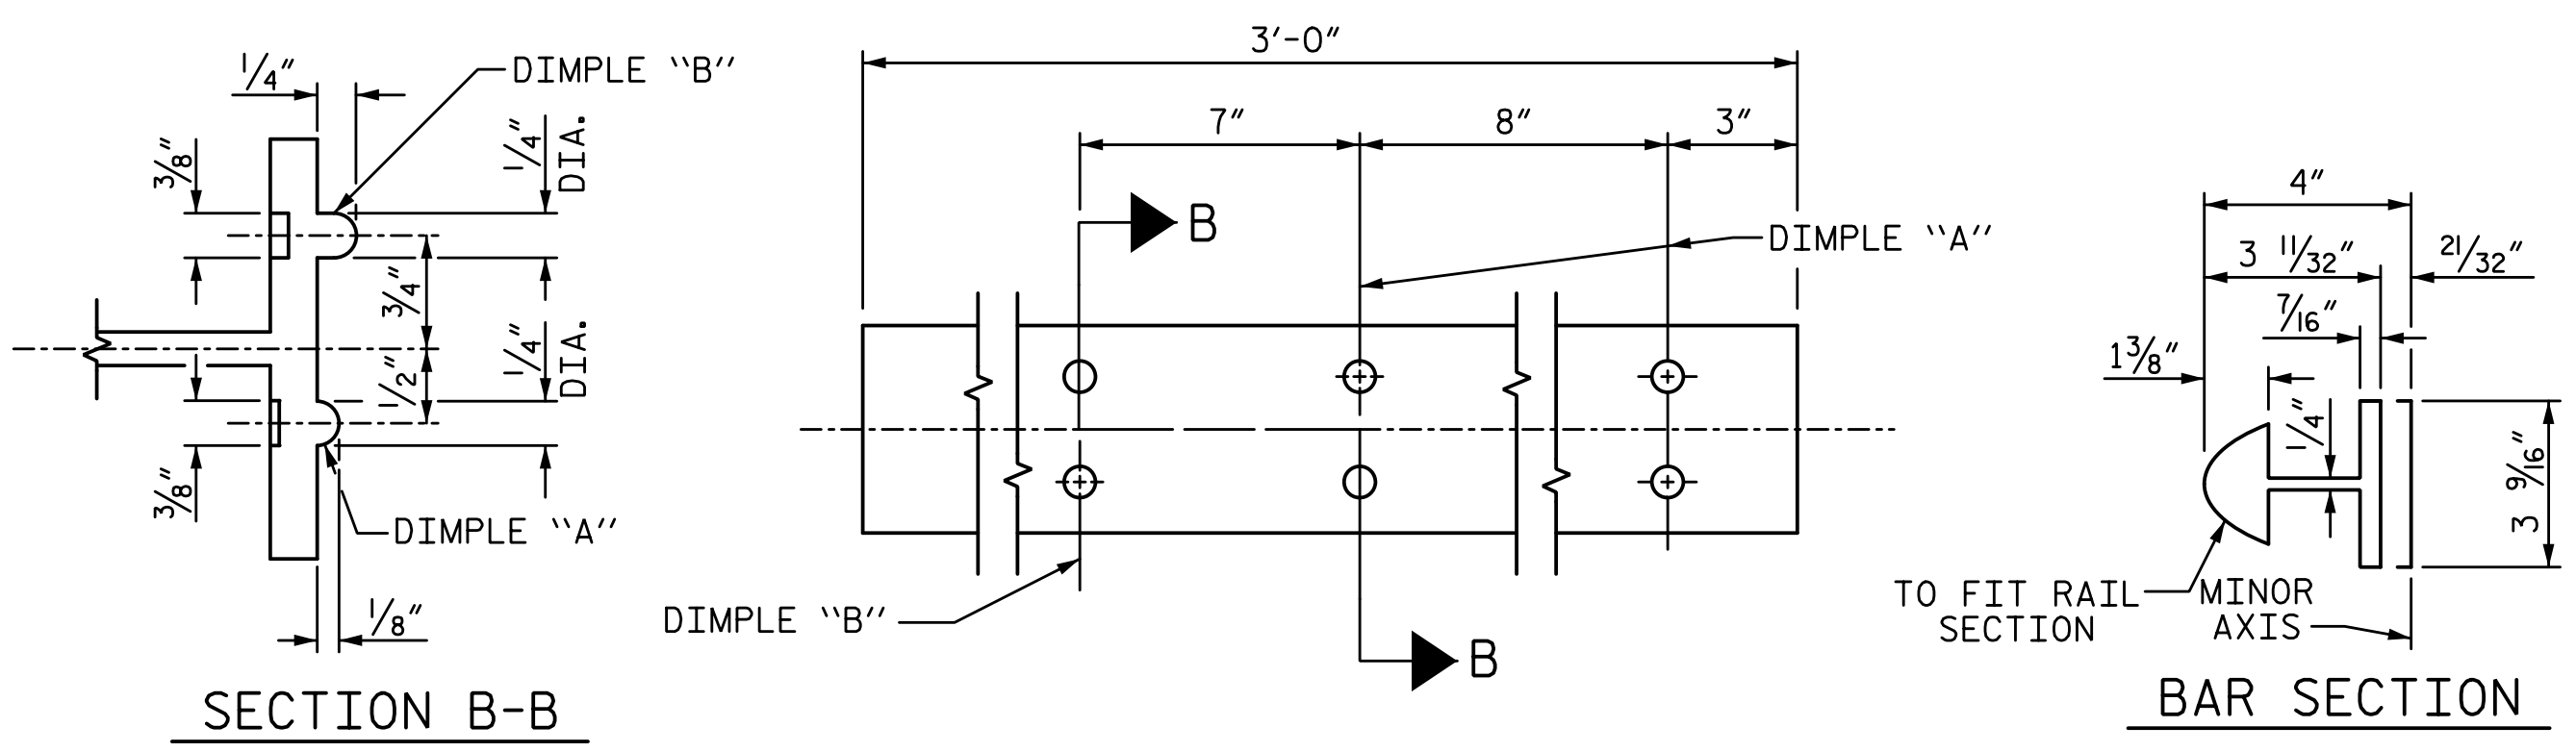 1/4"
DIMPLE "B"
3/8"
1/4" DIA.
3/4"
1/2"
1/4" DIA.
3/8"
DIMPLE "A"
1/8"
SECTION B-B
3'-0"
7"
8"
3"
B
DIMPLE "A"
DIMPLE "B"
B
4"
3 11/32"
21/32"
7/16"
1 3/8"
1/4"
3 9/16"
TO FIT RAIL
SECTION
MINOR
AXIS
BAR SECTION